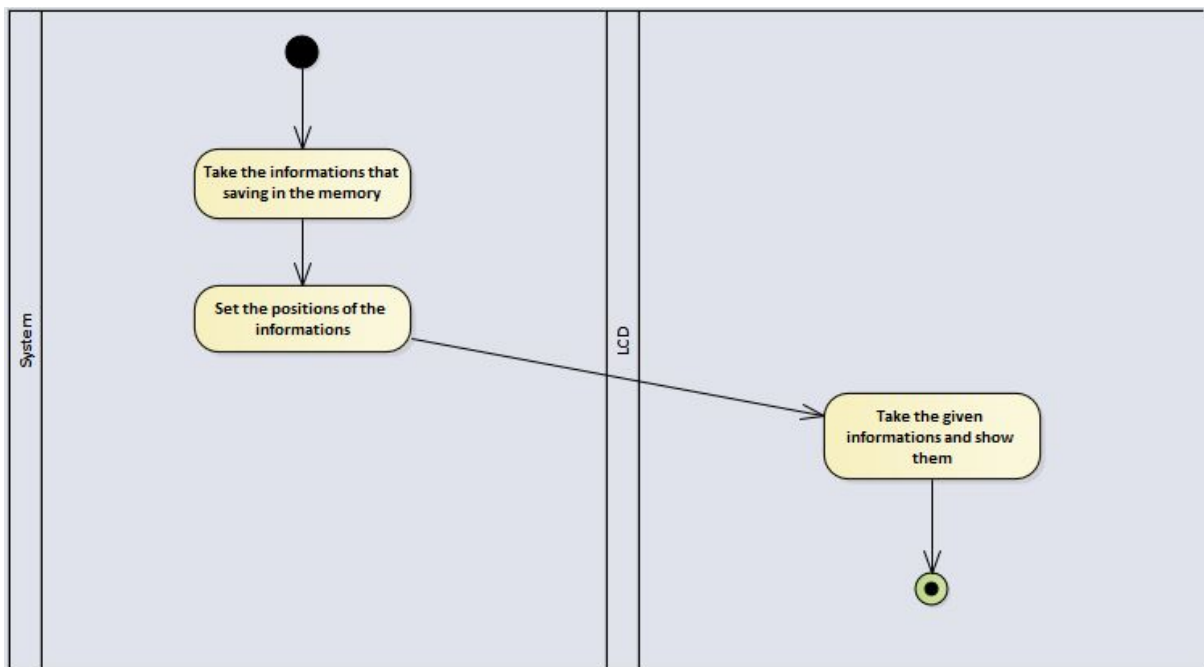 System
Take the informations that
saving in the memory
Set the positions of the
informations
LCD
Take the given
informations and show
them